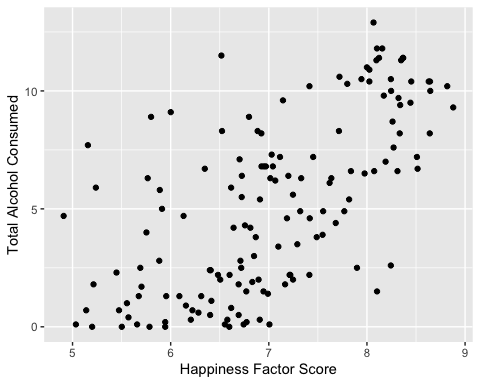 Total Alcohol Consumed
10
5
0
5 6 7 8 9
Happiness Factor Score